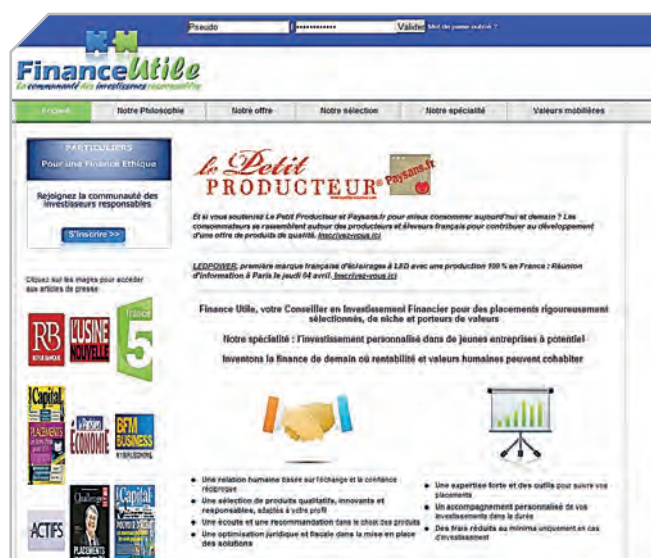 Pseudo
Valider Mot de passe oublié ?
FinanceUtile
La communauté des investisseurs responsables
Accueil Notre Philosophie Notre offre Notre sélection Notre spécialité Valeurs mobilières
PARTICULIERS
Pour une Finance Ethique
Rejoignez la communauté des
investisseurs responsables
S'inscrire >>
Cliquez sur les images pour accéder
aux articles de presse
RB
REVUE BANQUE
L'USINE
NOUVELLE
france
5
Capital
PLACEMENTS
le Parisien
ÉCONOMIE
BFM
BUSINESS
ACTIFS
Challenges
PLACEMENTS
Capital
le Petit
PRODUCTEUR®
Paysans.fr
Et si vous souteniez Le Petit Producteur et Paysans.fr pour mieux consommer aujourd'hui et demain ? Les
consommateurs se rassemblent autour des producteurs et éleveurs français pour contribuer au développement
d'une offre de produits de qualité. Inscrivez-vous ici
LEDPOWER, première marque française d'éclairages à LED avec une production 100 % en France : Réunion
d'information à Paris le jeudi 04 avril. Inscrivez-vous ici
Finance Utile, votre Conseiller en Investissement Financier pour des placements rigoureusement
sélectionnés, de niche et porteurs de valeurs
Notre spécialité : l'investissement personnalisé dans de jeunes entreprises à potentiel
Inventons la finance de demain où rentabilité et valeurs humaines peuvent cohabiter
Une relation humaine basée sur l'échange et la confiance
réciproque
Une sélection de produits qualitatifs, innovants et
responsables, adaptés à votre profil
Une écoute et une recommandation dans le choix des produits
Une optimisation juridique et fiscale dans la mise en place
des solutions
Une expertise forte et des outils pour suivre vos
placements
Un accompagnement personnalisé de vos
investissements dans la durée
Des frais réduits au minima uniquement en cas
d'investissement